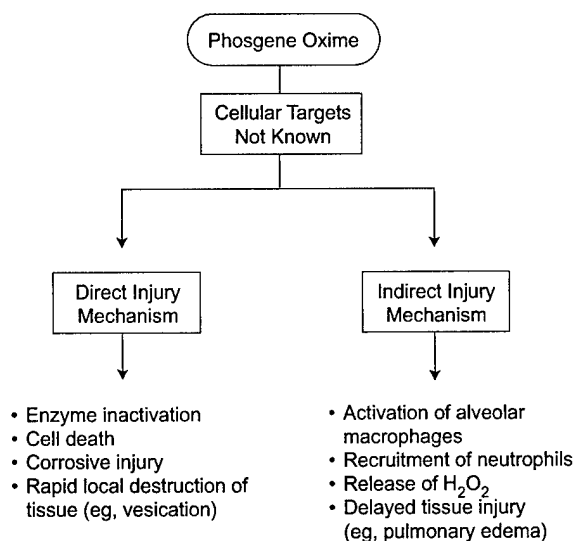 Phosgene Oxime
Cellular Targets
Not Known
Direct Injury
Mechanism
Indirect Injury
Mechanism
• Enzyme inactivation
• Cell death
• Corrosive injury
• Rapid local destruction of
tissue (eg, vesication)
• Activation of alveolar
macrophages
• Recruitment of neutrophils
• Release of H₂O₂
• Delayed tissue injury
(eg, pulmonary edema)